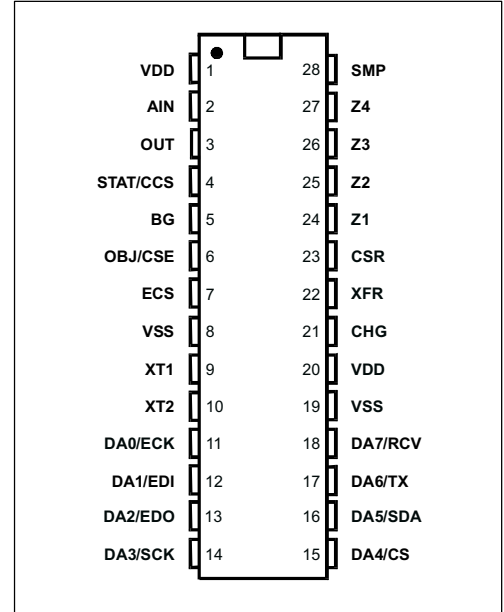 VDD 1 28 SMP
AIN 2 27 Z4
OUT 3 26 Z3
STAT/CCS 4 25 Z2
BG 5 24 Z1
OBJ/CSE 6 23 CSR
ECS 7 22 XFR
VSS 8 21 CHG
XT1 9 20 VDD
XT2 10 19 VSS
DA0/ECK 11 18 DA7/RCV
DA1/EDI 12 17 DA6/TX
DA2/EDO 13 16 DA5/SDA
DA3/SCK 14 15 DA4/CS